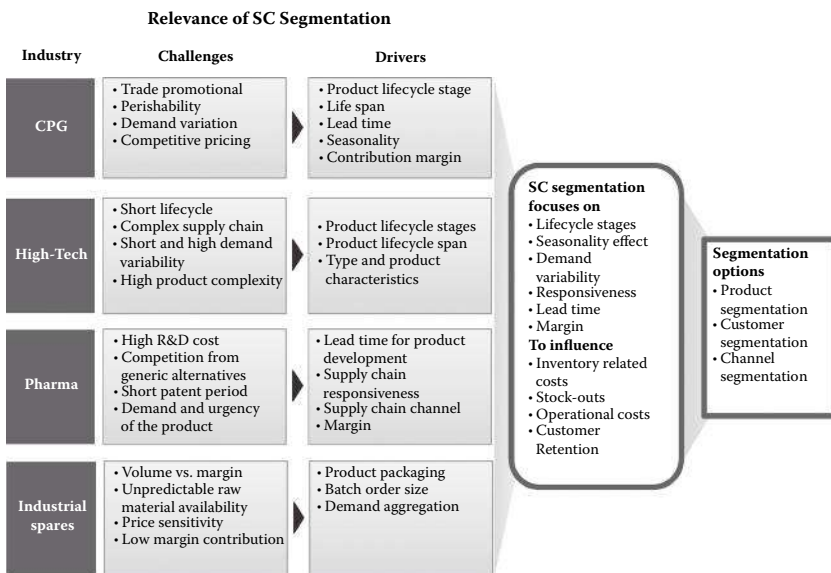 Relevance of SC Segmentation
Industry
Challenges
Drivers
CPG
• Trade promotional
• Perishability
• Demand variation
• Competitive pricing
• Product lifecycle stage
• Life span
• Lead time
• Seasonality
• Contribution margin
High-Tech
• Short lifecycle
• Complex supply chain
• Short and high demand
variability
• High product complexity
• Product lifecycle stages
• Product lifecycle span
• Type and product
characteristics
Pharma
• High R&D cost
• Competition from
generic alternatives
• Short patent period
• Demand and urgency
of the product
• Lead time for product
development
• Supply chain
responsiveness
• Supply chain channel
• Margin
Industrial
spares
• Volume vs. margin
• Unpredictable raw
material availability
• Price sensitivity
• Low margin contribution
• Product packaging
• Batch order size
• Demand aggregation
SC segmentation
focuses on
• Lifecycle stages
• Seasonality effect
• Demand
variability
• Responsiveness
• Lead time
• Margin
To influence
• Inventory related
costs
• Stock-outs
• Operational costs
• Customer
Retention
Segmentation
options
• Product
segmentation
• Customer
segmentation
• Channel
segmentation